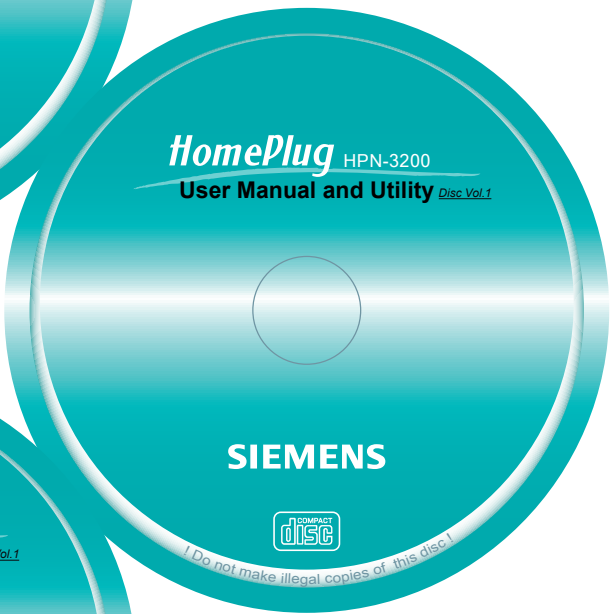 HomePlug HPN-3200
User Manual and Utility Disc Vol.1
SIEMENS
COMPACT
disc
! Do not make illegal copies of this disc !
Vol.1